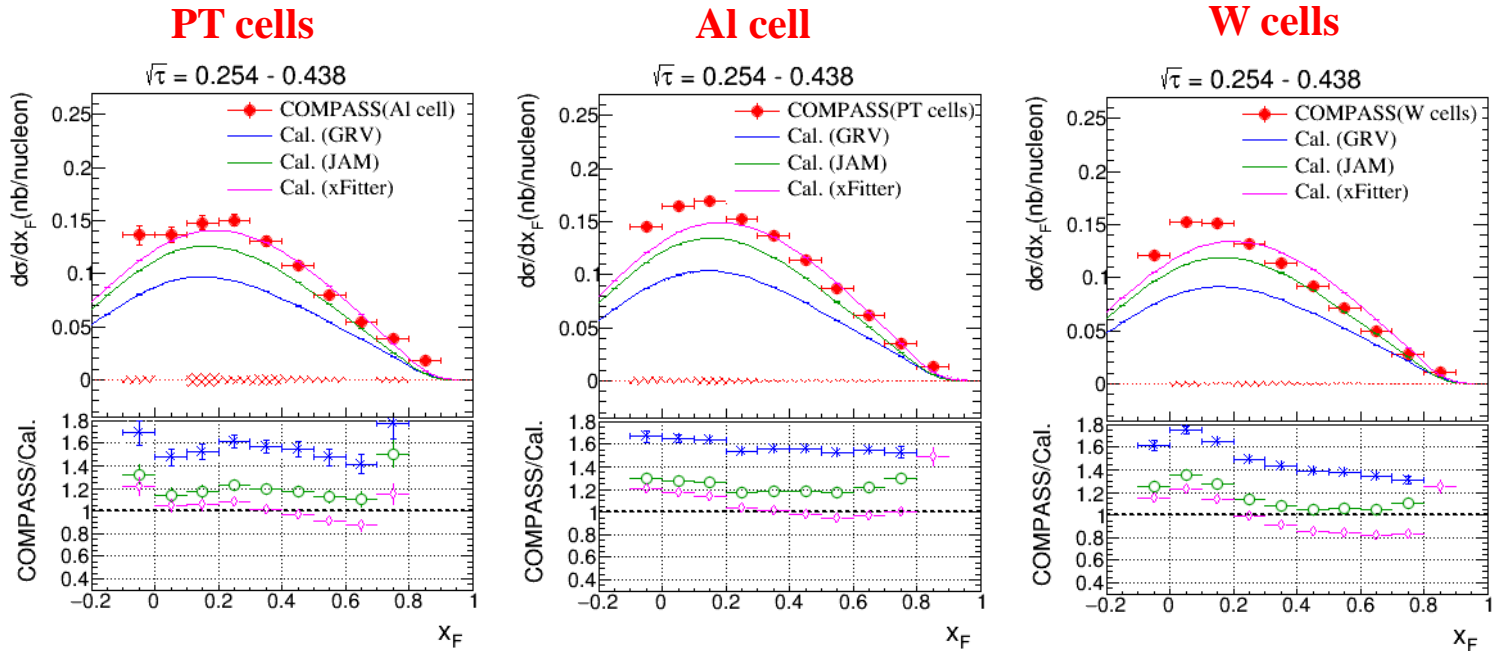 PT cells
√τ = 0.254 - 0.438
dσ/dx_F(nb/nucleon)
0.25
0.2
0.15
0.1
0.05
0
COMPASS(Al cell)
Cal. (GRV)
Cal. (JAM)
Cal. (xFitter)
COMPASS/Cal.
1.8
1.6
1.4
1.2
1
0.8
0.6
0.4
−0.2 0 0.2 0.4 0.6 0.8 1
x_F
Al cell
√τ = 0.254 - 0.438
dσ/dx_F(nb/nucleon)
0.25
0.2
0.15
0.1
0.05
0
COMPASS(PT cells)
Cal. (GRV)
Cal. (JAM)
Cal. (xFitter)
COMPASS/Cal.
1.8
1.6
1.4
1.2
1
0.8
0.6
0.4
−0.2 0 0.2 0.4 0.6 0.8 1
x_F
W cells
√τ = 0.254 - 0.438
dσ/dx_F(nb/nucleon)
0.25
0.2
0.15
0.1
0.05
0
COMPASS(W cells)
Cal. (GRV)
Cal. (JAM)
Cal. (xFitter)
COMPASS/Cal.
1.8
1.6
1.4
1.2
1
0.8
0.6
0.4
−0.2 0 0.2 0.4 0.6 0.8 1
x_F